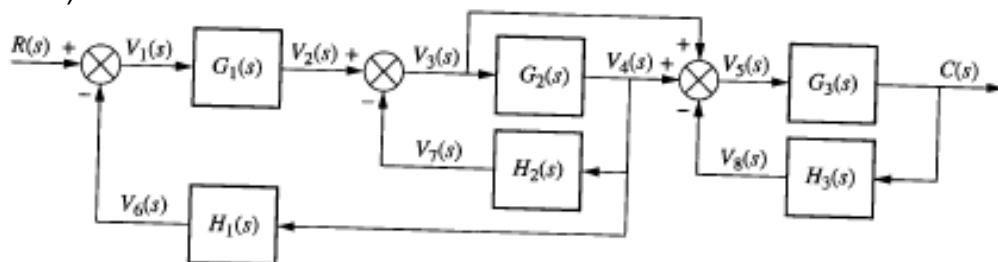 R(s) + V₁(s) G₁(s) V₂(s) + V₃(s) G₂(s) V₄(s) + + V₅(s) G₃(s) C(s)
− − −
V₇(s) H₂(s) V₈(s) H₃(s)
V₆(s) H₁(s)